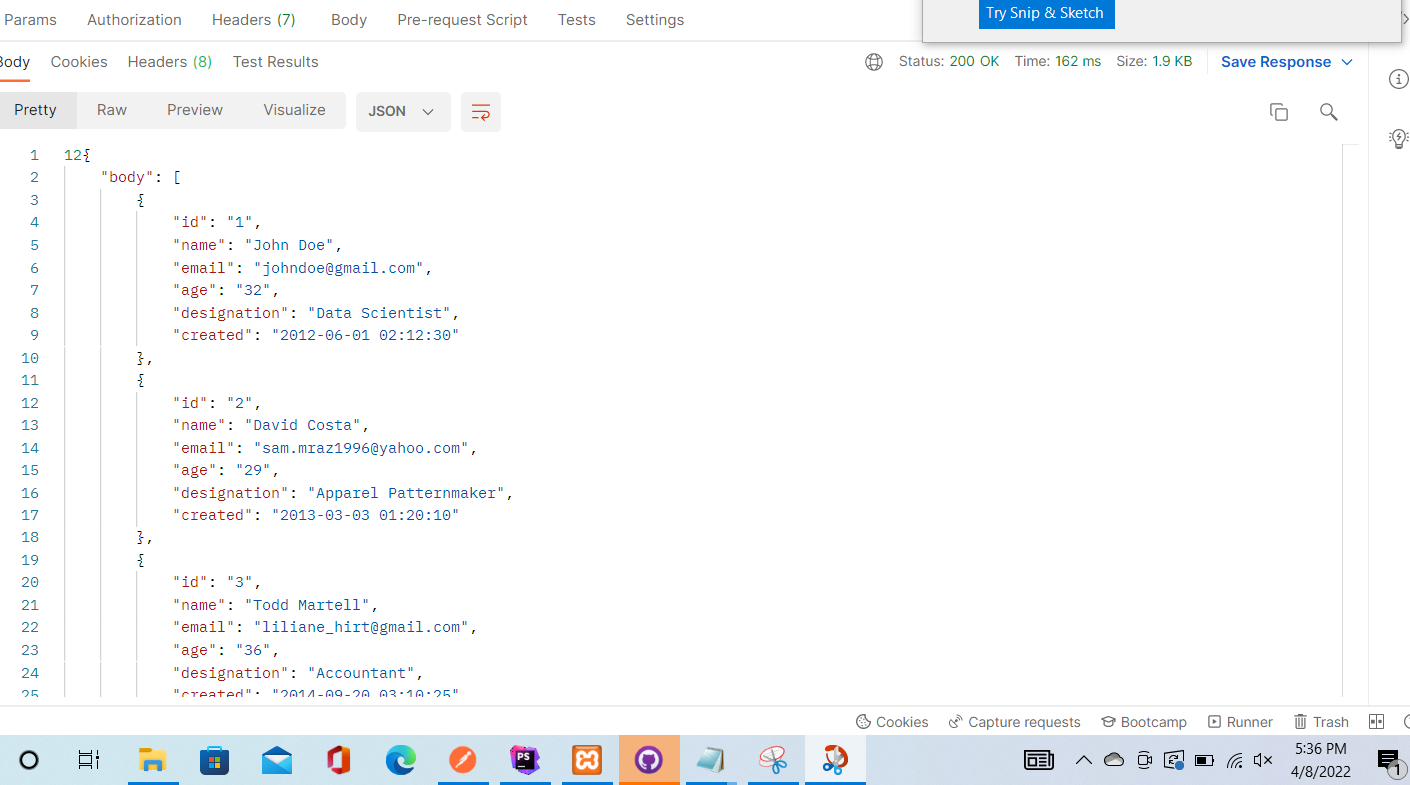 Params Authorization Headers (7) Body Pre-request Script Tests Settings
Try Snip & Sketch
Body Cookies Headers (8) Test Results
Status: 200 OK Time: 162 ms Size: 1.9 KB Save Response
Pretty Raw Preview Visualize JSON
1 12{
2 "body": [
3 {
4 "id": "1",
5 "name": "John Doe",
6 "email": "johndoe@gmail.com",
7 "age": "32",
8 "designation": "Data Scientist",
9 "created": "2012-06-01 02:12:30"
10 },
11 {
12 "id": "2",
13 "name": "David Costa",
14 "email": "sam.mraz1996@yahoo.com",
15 "age": "29",
16 "designation": "Apparel Patternmaker",
17 "created": "2013-03-03 01:20:10"
18 },
19 {
20 "id": "3",
21 "name": "Todd Martell",
22 "email": "liliane_hirt@gmail.com",
23 "age": "36",
24 "designation": "Accountant",
25 "created": "2014-09-20 03:10:25"
Cookies Capture requests Bootcamp Runner Trash
PS
5:36 PM
4/8/2022
1